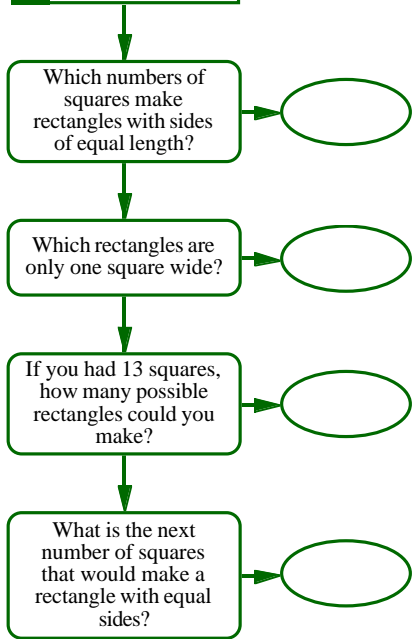 Which numbers of
squares make
rectangles with sides
of equal length?
Which rectangles are
only one square wide?
If you had 13 squares,
how many possible
rectangles could you
make?
What is the next
number of squares
that would make a
rectangle with equal
sides?